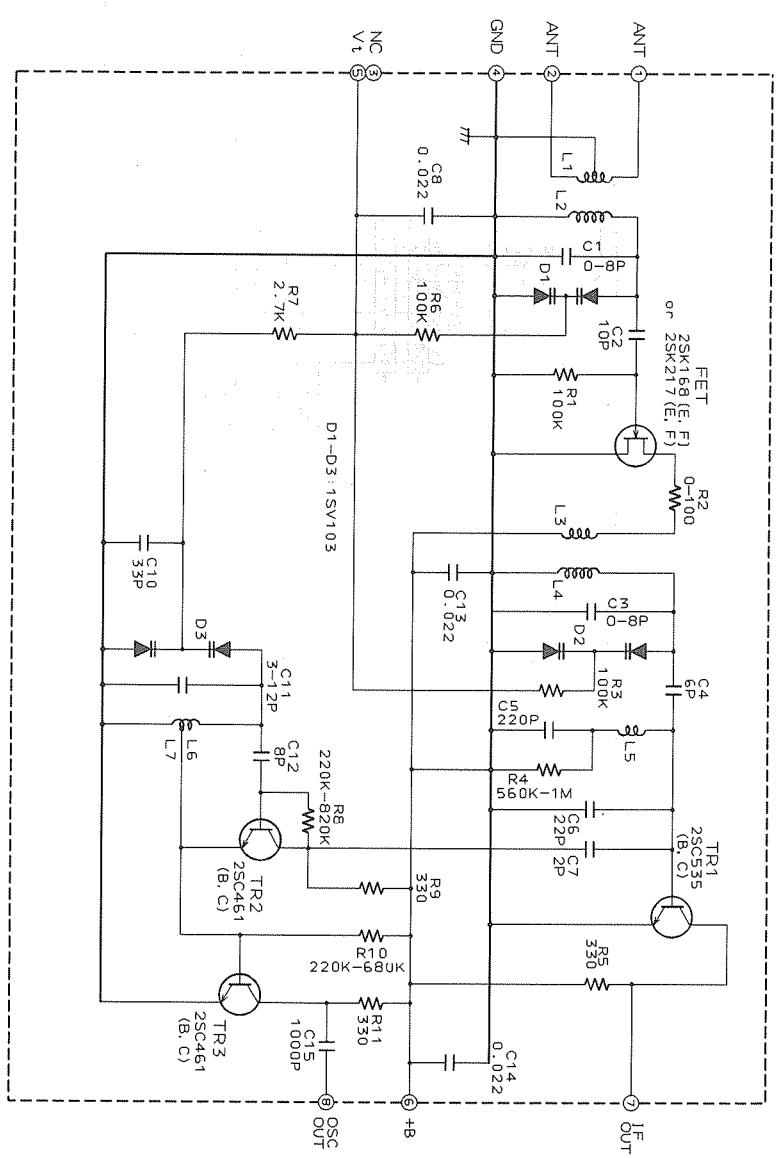 ANT
1
ANT
2
GND
4
NC
3
Vt
5
L1
L2
C8
0.022
C1
0-8P
D1
R6
100K
R7
2.7K
C2
10P
R1
100K
FET
2SK168 (E, F)
or 2SK217 (E, F)
R2
0-100
L3
L4
C13
0.022
C3
0-8P
D2
R3
100K
C4
6P
L5
C5
220P
R4
560K-1M
C6
22P
C7
2P
TR1
2SC535
(B, C)
R5
330
D1-D3:1SV103
C10
33P
D3
C11
3-12P
L6
L7
C12
8P
R8
220K-820K
TR2
2SC461
(B, C)
R9
330
R10
220K-680K
TR3
2SC461
(B, C)
R11
330
C15
1000P
C14
0.022
7
IF
OUT
6
+B
8
OSC
OUT